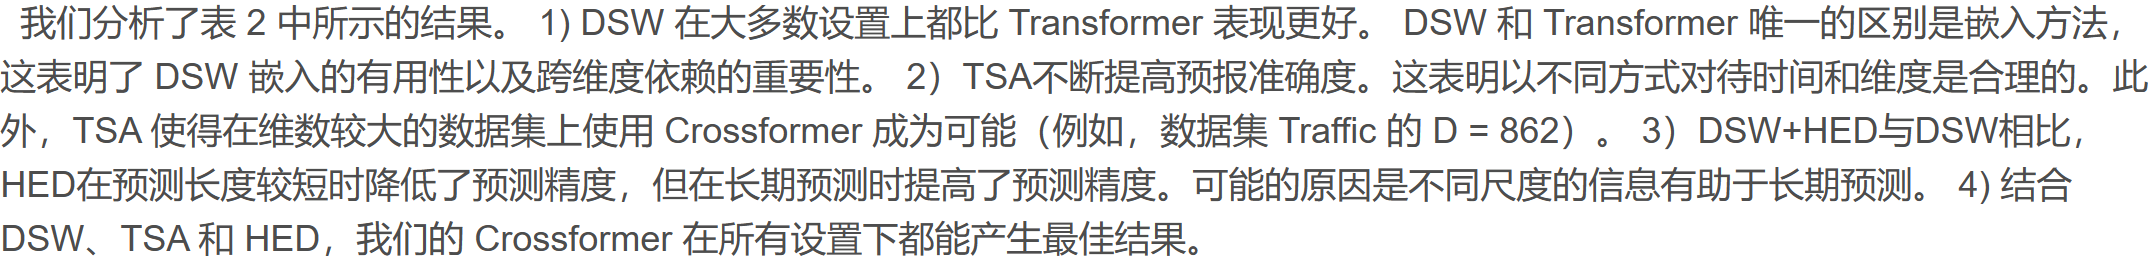 我们分析了表 2 中所示的结果。 1) DSW 在大多数设置上都比 Transformer 表现更好。 DSW 和 Transformer 唯一的区别是嵌入方法，
这表明了 DSW 嵌入的有用性以及跨维度依赖的重要性。 2）TSA不断提高预报准确度。这表明以不同方式对待时间和维度是合理的。此
外，TSA 使得在维数较大的数据集上使用 Crossformer 成为可能（例如，数据集 Traffic 的 D = 862）。 3）DSW+HED与DSW相比，
HED在预测长度较短时降低了预测精度，但在长期预测时提高了预测精度。可能的原因是不同尺度的信息有助于长期预测。 4) 结合
DSW、TSA 和 HED，我们的 Crossformer 在所有设置下都能产生最佳结果。